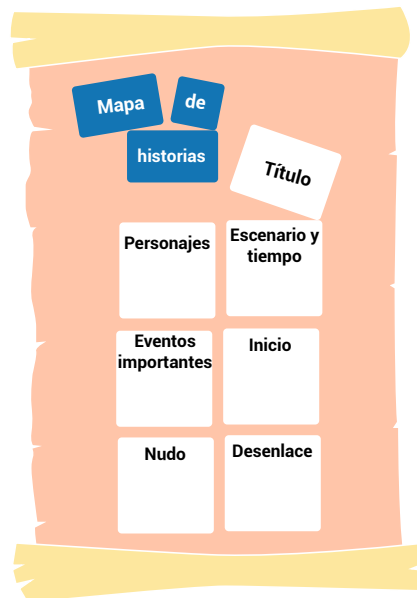 Mapa
de
historias
Título
Personajes
Escenario y
tiempo
Eventos
importantes
Inicio
Nudo
Desenlace